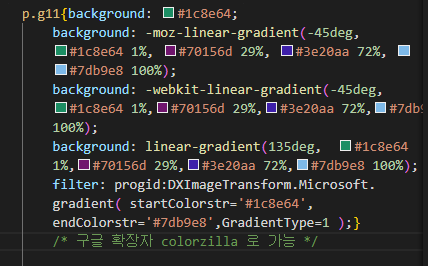 p.g11{background: #1c8e64;
background: -moz-linear-gradient(-45deg,
#1c8e64 1%, #70156d 29%, #3e20aa 72%,
#7db9e8 100%);
background: -webkit-linear-gradient(-45deg,
#1c8e64 1%, #70156d 29%,#3e20aa 72%,#7db9e8
100%);
background: linear-gradient(135deg, #1c8e64
1%,#70156d 29%,#3e20aa 72%,#7db9e8 100%);
filter: progid:DXImageTransform.Microsoft.
gradient( startColorstr='#1c8e64',
endColorstr='#7db9e8',GradientType=1 );}
/* 구글 확장자 colorzilla 로 가능 */